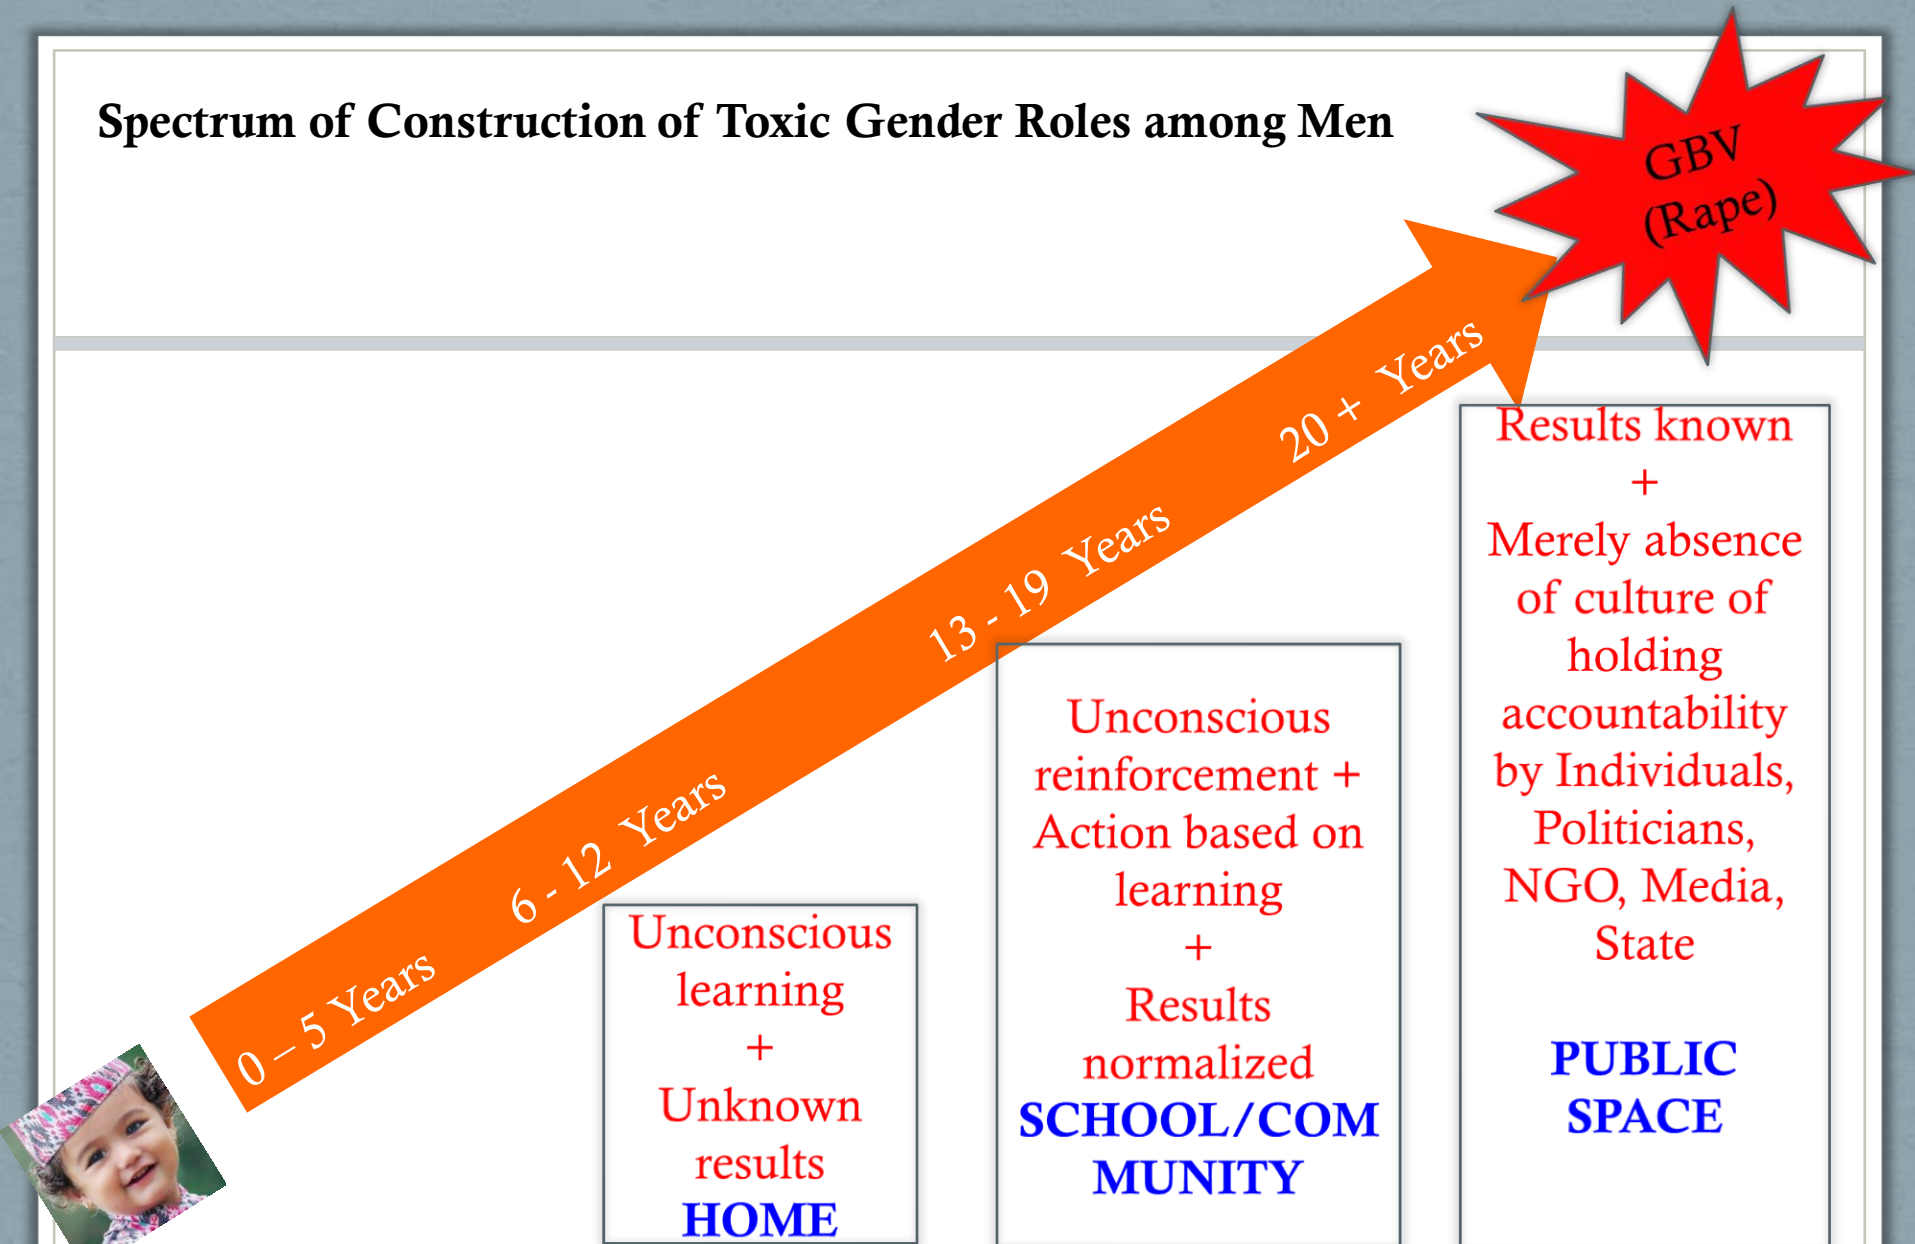 Spectrum of Construction of Toxic Gender Roles among Men
GBV
(Rape)
0 – 5 Years
6 - 12 Years
13 - 19 Years
20 + Years
Unconscious
learning
+
Unknown
results
HOME
Unconscious
reinforcement +
Action based on
learning
+
Results
normalized
SCHOOL/COM
MUNITY
Results known
+
Merely absence
of culture of
holding
accountability
by Individuals,
Politicians,
NGO, Media,
State
PUBLIC
SPACE